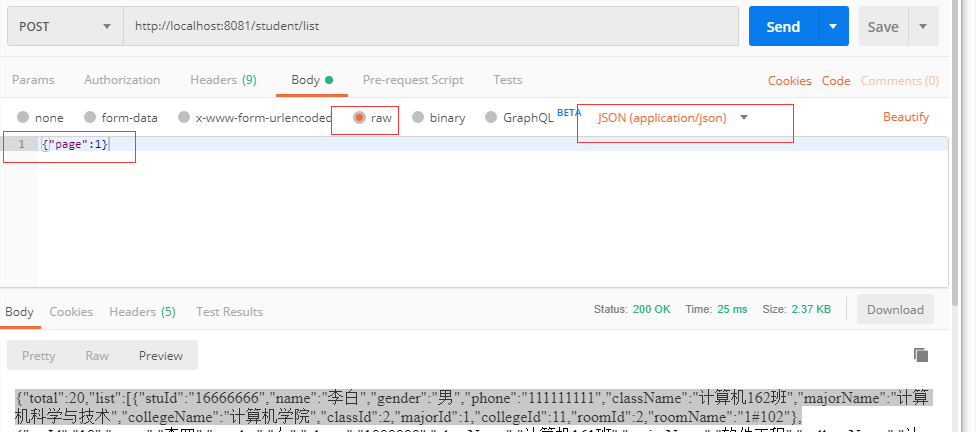 POST http://localhost:8081/student/list Send Save
Params Authorization Headers (9) Body Pre-request Script Tests Cookies Code Comments (0)
none form-data x-www-form-urlencoded raw binary GraphQL BETA JSON (application/json) Beautify
1 {"page":1}
Body Cookies Headers (5) Test Results Status: 200 OK Time: 25 ms Size: 2.37 KB Download
Pretty Raw Preview
{"total":20,"list":[{"stuId":"16666666","name":"李白","gender":"男","phone":"111111111","className":"计算机162班","majorName":"计算
机科学与技术","collegeName":"计算机学院","classId":2,"majorId":1,"collegeId":11,"roomId":2,"roomName":"1#102"},